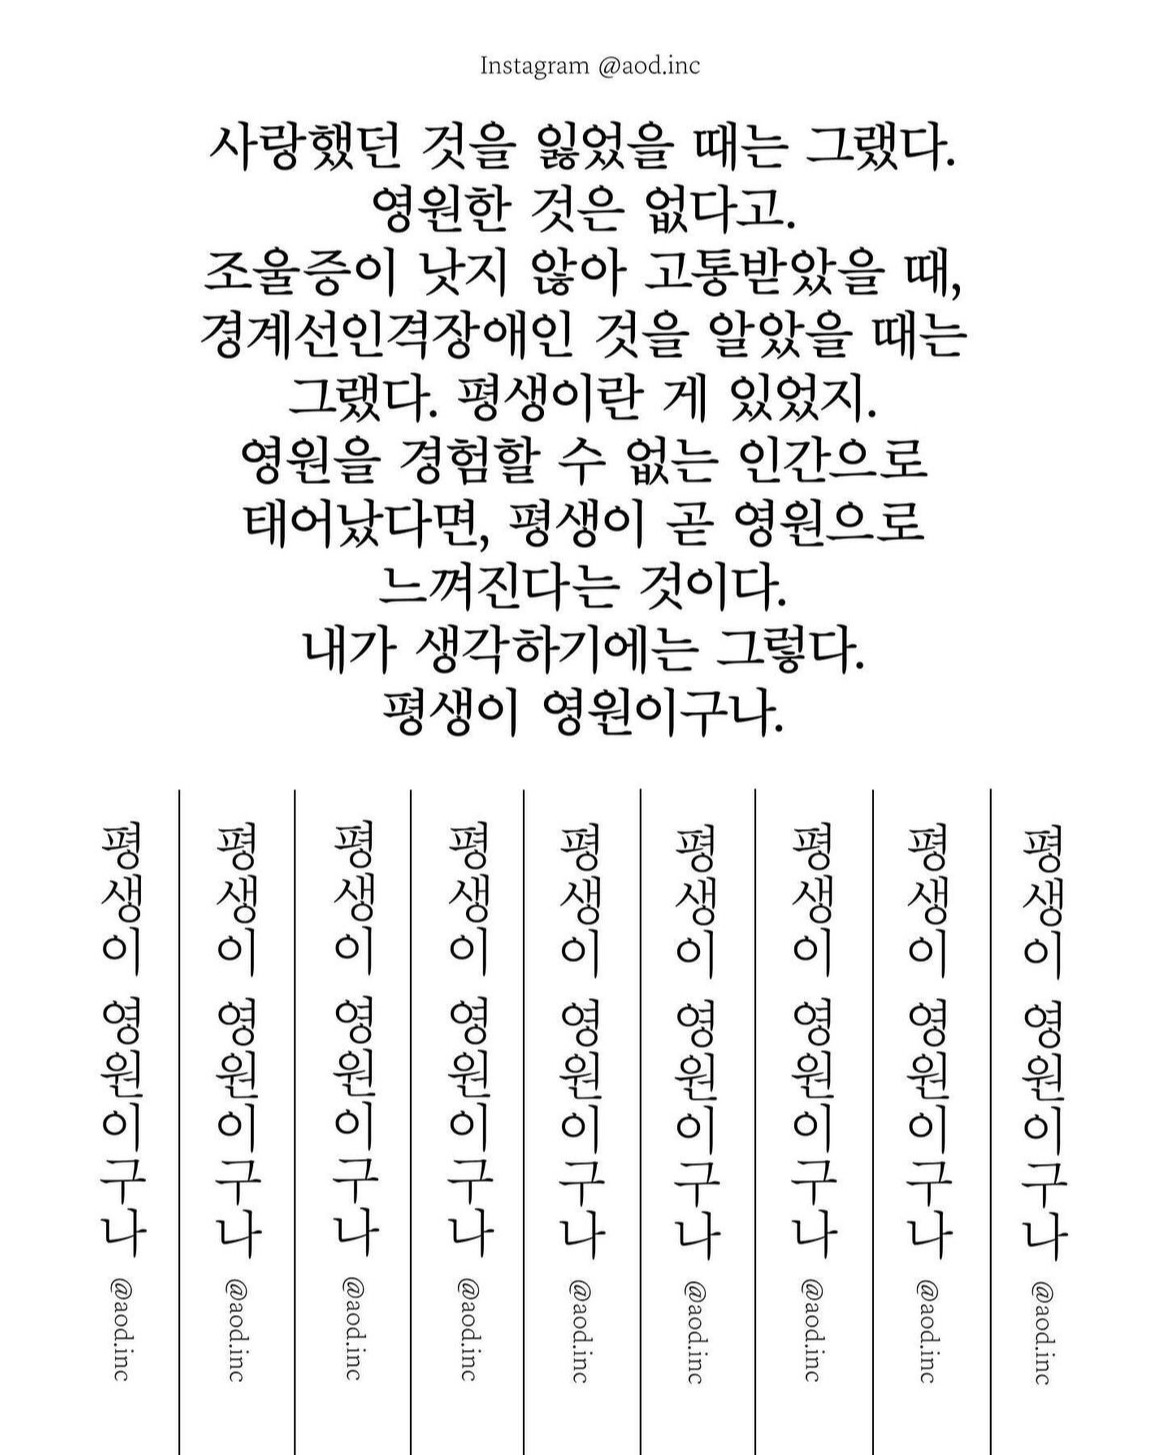 Instagram @aod.inc
사랑했던 것을 잃었을 때는 그랬다.
영원한 것은 없다고.
조울증이 낫지 않아 고통받았을 때,
경계선인격장애인 것을 알았을 때는
그랬다. 평생이란 게 있었지.
영원을 경험할 수 없는 인간으로
태어났다면, 평생이 곧 영원으로
느껴진다는 것이다.
내가 생각하기에는 그렇다.
평생이 영원이구나.
평생이 영원이구나 @aod.inc
평생이 영원이구나 @aod.inc
평생이 영원이구나 @aod.inc
평생이 영원이구나 @aod.inc
평생이 영원이구나 @aod.inc
평생이 영원이구나 @aod.inc
평생이 영원이구나 @aod.inc
평생이 영원이구나 @aod.inc
평생이 영원이구나 @aod.inc